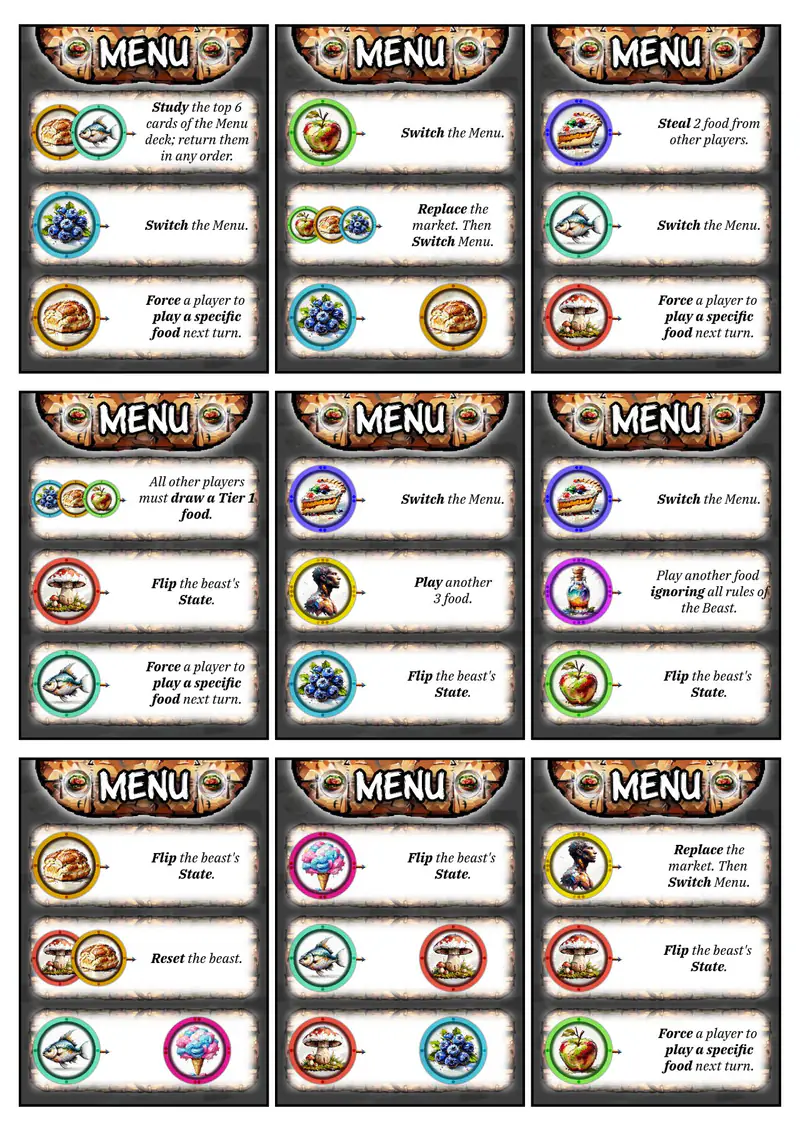 MENU
Study the top 6
cards of the Menu
deck; return them
in any order.
Switch the Menu.
Force a player to
play a specific
food next turn.
MENU
Switch the Menu.
Replace the
market. Then
Switch Menu.
MENU
Steal 2 food from
other players.
Switch the Menu.
Force a player to
play a specific
food next turn.
MENU
All other players
must draw a Tier 1
food.
Flip the beast's
State.
Force a player to
play a specific
food next turn.
MENU
Switch the Menu.
Play another
3 food.
Flip the beast's
State.
MENU
Switch the Menu.
Play another food
ignoring all rules of
the Beast.
Flip the beast's
State.
MENU
Flip the beast's
State.
Reset the beast.
MENU
Flip the beast's
State.
MENU
Replace the
market. Then
Switch Menu.
Flip the beast's
State.
Force a player to
play a specific
food next turn.